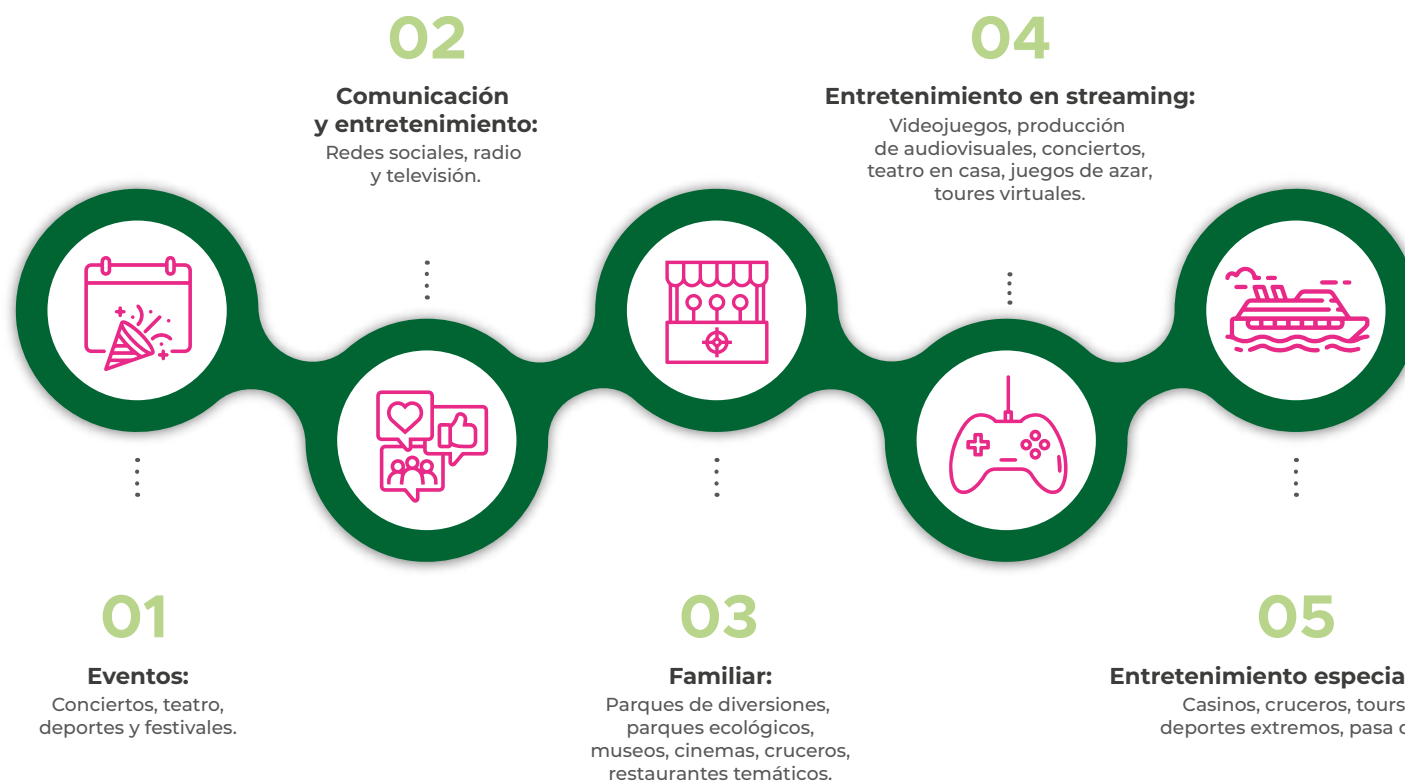 01
Eventos:
Conciertos, teatro,
deportes y festivales.
02
Comunicación
y entretenimiento:
Redes sociales, radio
y televisión.
03
Familiar:
Parques de diversiones,
parques ecológicos,
museos, cinemas, cruceros,
restaurantes temáticos.
04
Entretenimiento en streaming:
Videojuegos, producción
de audiovisuales, conciertos,
teatro en casa, juegos de azar,
toures virtuales.
05
Entretenimiento
Casinos, cruceros, tours
deportes extremos, pasa